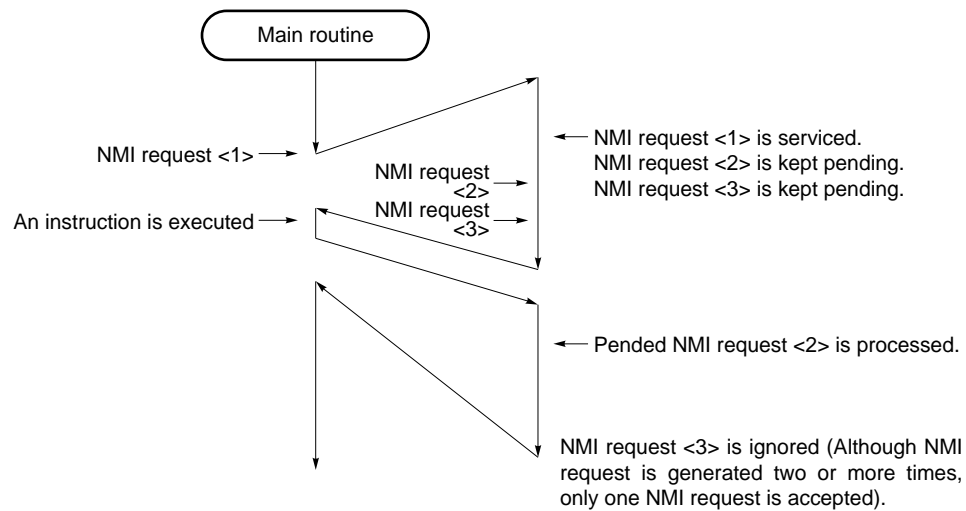 Main routine
NMI request <1>
NMI request <1> is serviced.
NMI request <2> is kept pending.
NMI request <3> is kept pending.
NMI request
<2>
NMI request
<3>
An instruction is executed
Pended NMI request <2> is processed.
NMI request <3> is ignored (Although NMI
request is generated two or more times,
only one NMI request is accepted).